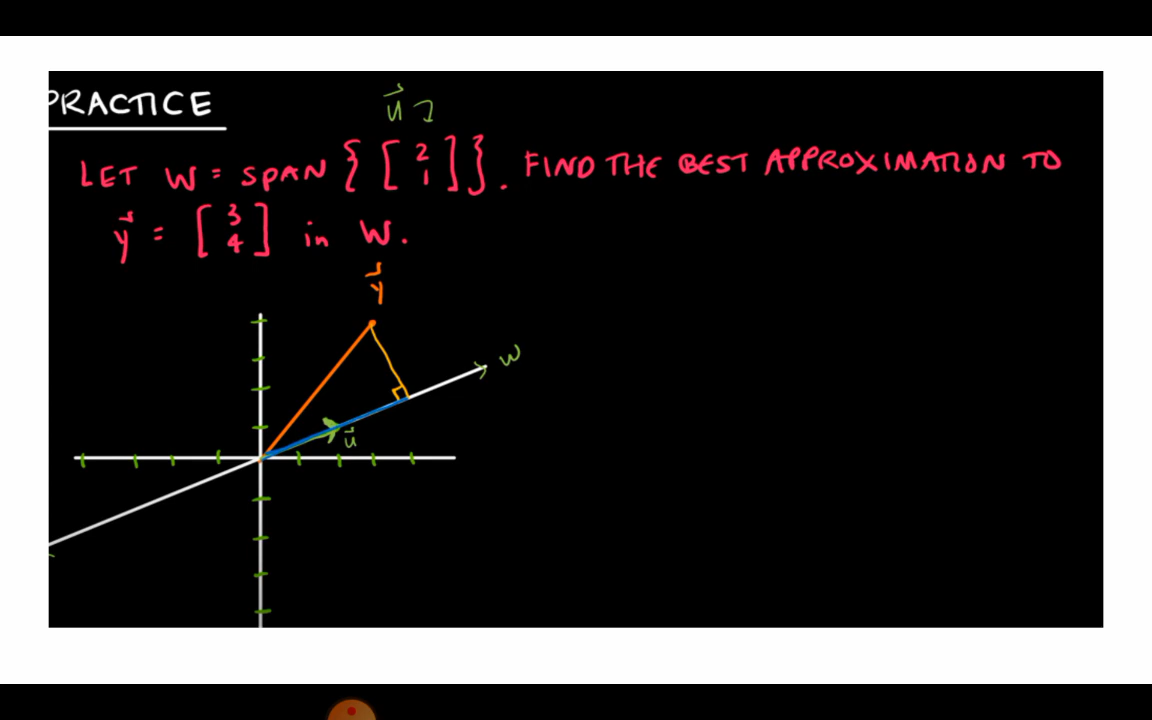 PRACTICE
u⃗
LET W = SPAN { [ 2 1 ] } . FIND THE BEST APPROXIMATION TO
y⃗ = [ 3 4 ] in W.
y⃗
W
u⃗